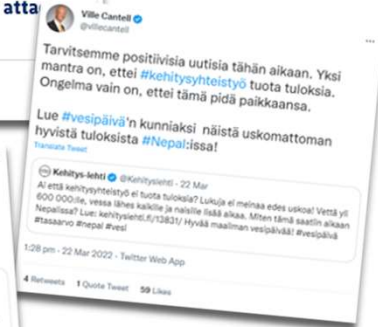 atta
Ville Cantell
@villecantell
Tarvitsemme positiivisia uutisia tähän aikaan. Yksi
mantra on, ettei #kehitysyhteistyö tuota tuloksia.
Ongelma vain on, ettei tämä pidä paikkaansa.
Lue #vesipäivä'n kunniaksi näistä uskomattoman
hyvistä tuloksista #Nepal:issa!
Translate Tweet
Kehitys-lehti @Kehityslehti · 22 Mar
Ai että kehitysyhteistyö ei tuota tuloksia? Lukuja ei meinaa edes uskoa! Vettä yli
600 000:lle, vessa lähes kaikille ja naisille lisää aikaa. Miten tämä saatiin aikaan
Nepalissa? Lue: kehityslehti.fi/13831/ Hyvää maailman vesipäivää! #vesipäivä
#tasaarvo #nepal #vesi
1:28 pm · 22 Mar 2022 · Twitter Web App
4 Retweets 1 Quote Tweet 59 Likes